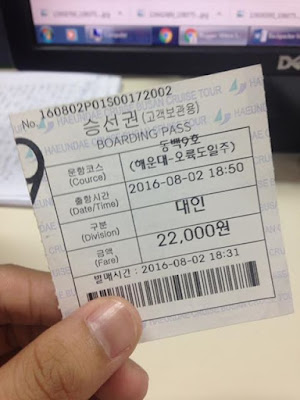 No. 160802P01S00172002
승선권 (고객보관용)
BOARDING PASS
운항코스
(Cource)
동백9호
(해운대-오륙도일주)
출항시간
(Date/Time)
2016-08-02 18:50
구분
(Division)
대인
금액
(Fare)
22,000원
발매시간 : 2016-08-02 18:31